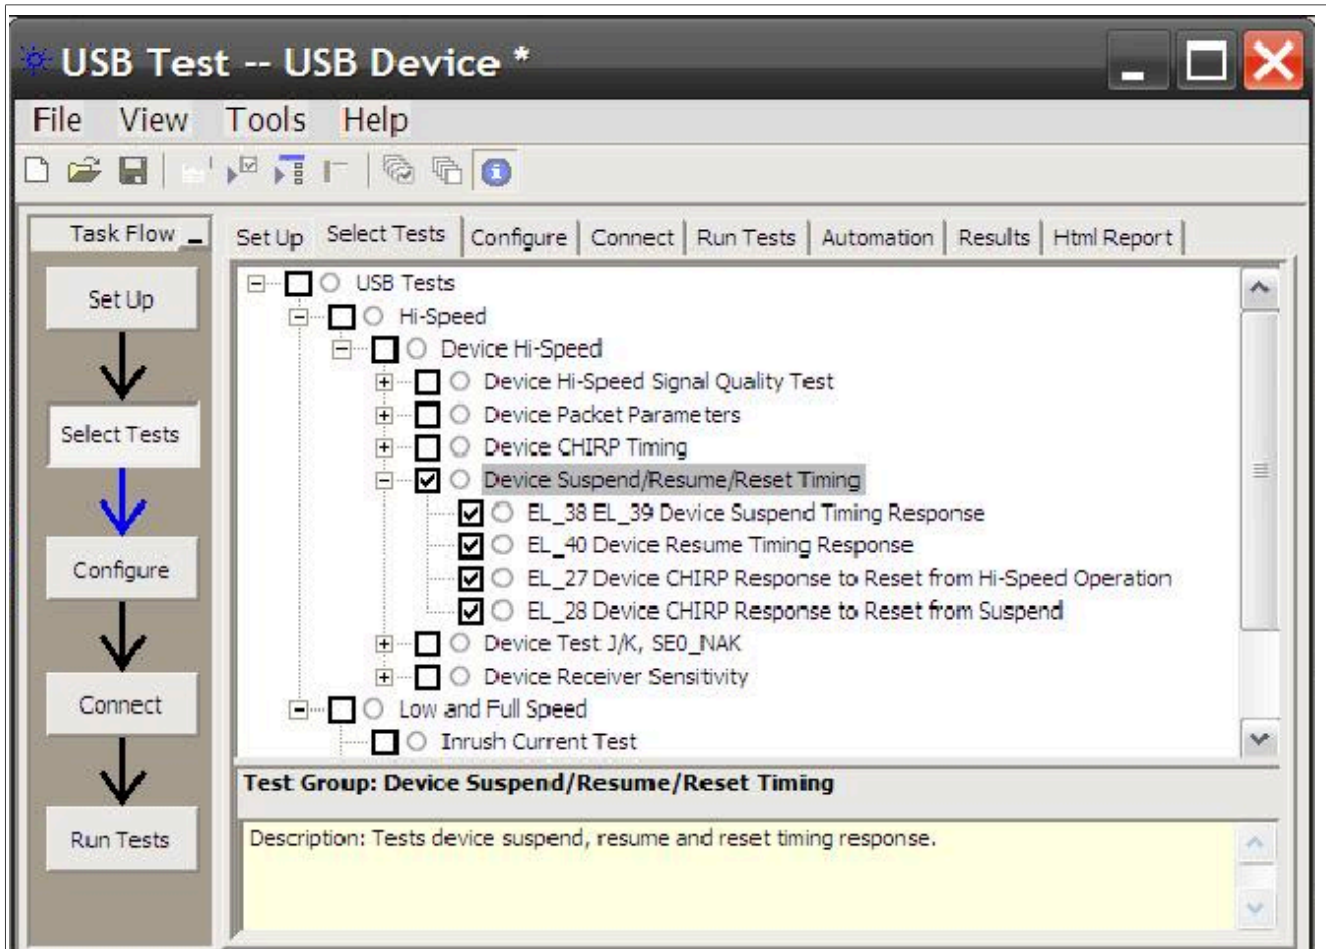 USB Test -- USB Device *
File View Tools Help
Task Flow
Set Up Select Tests Configure Connect Run Tests Automation Results Html Report
USB Tests
Set Up
Hi-Speed
Device Hi-Speed
Device Hi-Speed Signal Quality Test
Device Packet Parameters
Select Tests
Device CHIRP Timing
Device Suspend/Resume/Reset Timing
EL_38 EL_39 Device Suspend Timing Response
EL_40 Device Resume Timing Response
Configure
EL_27 Device CHIRP Response to Reset from Hi-Speed Operation
EL_28 Device CHIRP Response to Reset from Suspend
Device Test J/K, SE0_NAK
Device Receiver Sensitivity
Connect
Low and Full Speed
Inrush Current Test
Test Group: Device Suspend/Resume/Reset Timing
Run Tests
Description: Tests device suspend, resume and reset timing response.